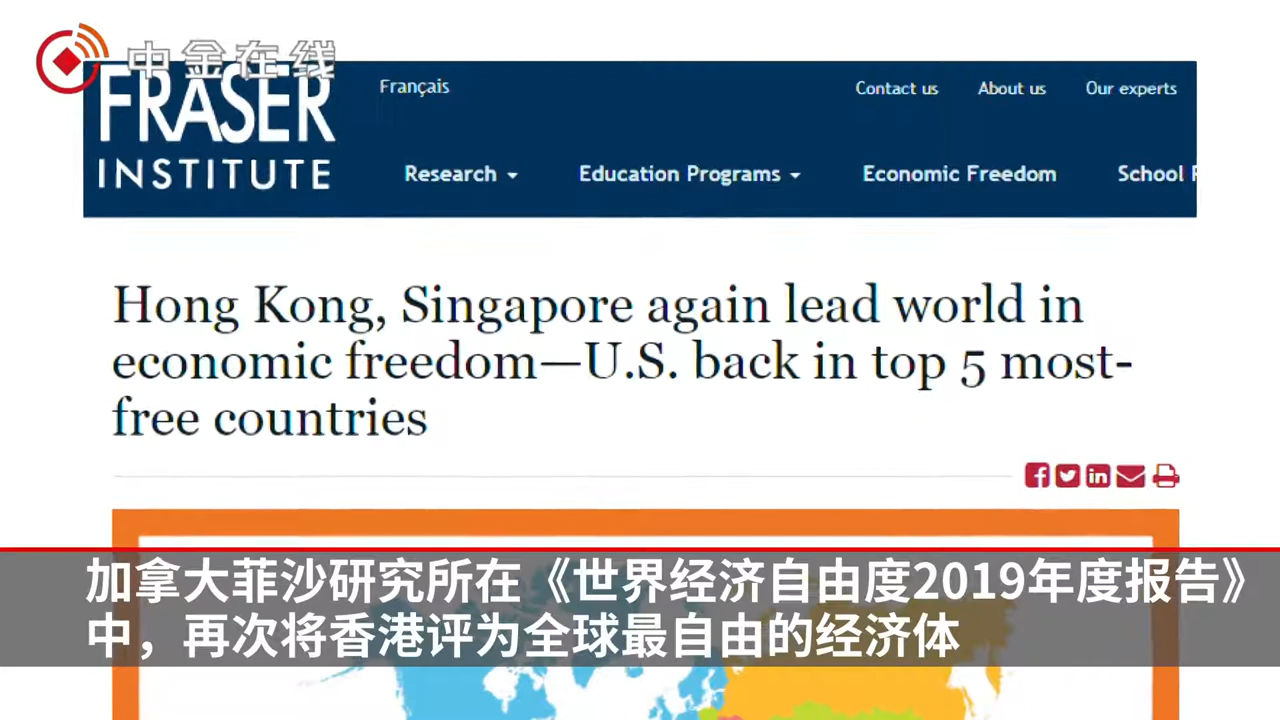 中金在线
FRASER
INSTITUTE
Français
Contact us
About us
Our experts
Research
Education Programs
Economic Freedom
School
Hong Kong, Singapore again lead world in
economic freedom—U.S. back in top 5 most-
free countries
加拿大菲沙研究所在《世界经济自由度2019年度报告》
中，再次将香港评为全球最自由的经济体